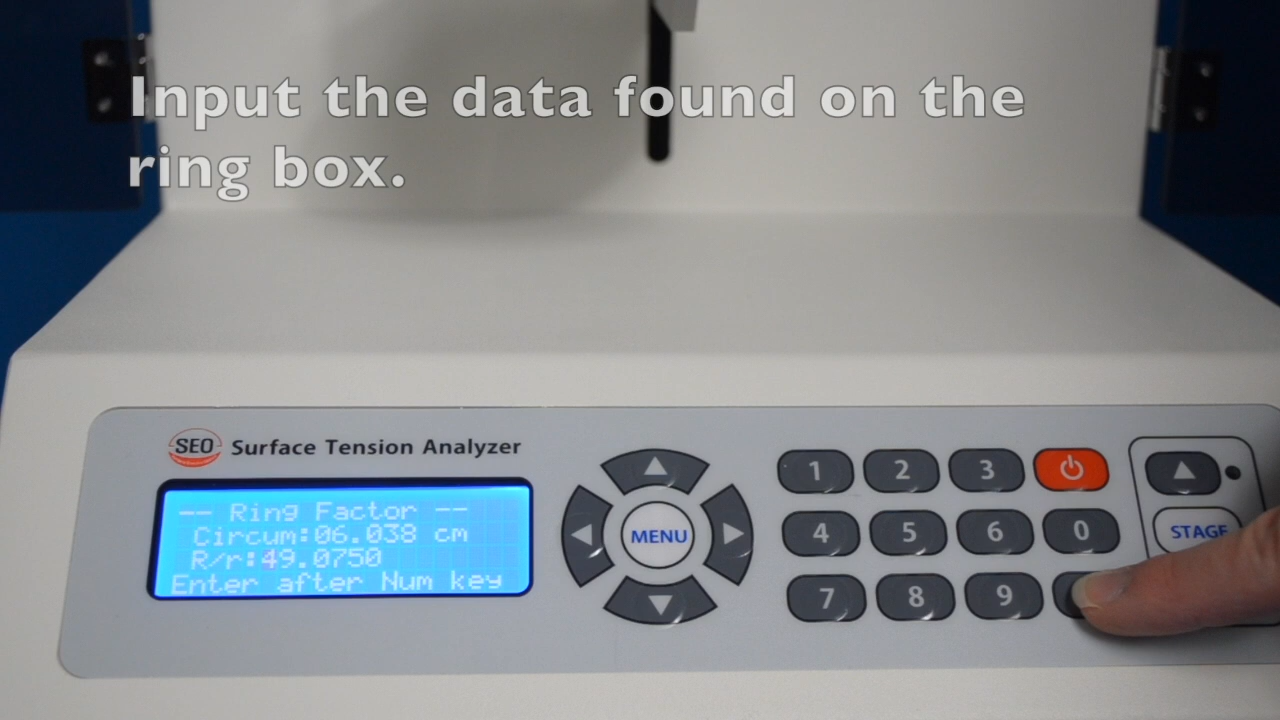 Input the data found on the
ring box.
SEO Surface Tension Analyzer
-- Ring Factor --
Circum:06.038 cm
R/r:49.0750
Enter after Num key
MENU
1 2 3
4 5 6 0
7 8 9
STAGE